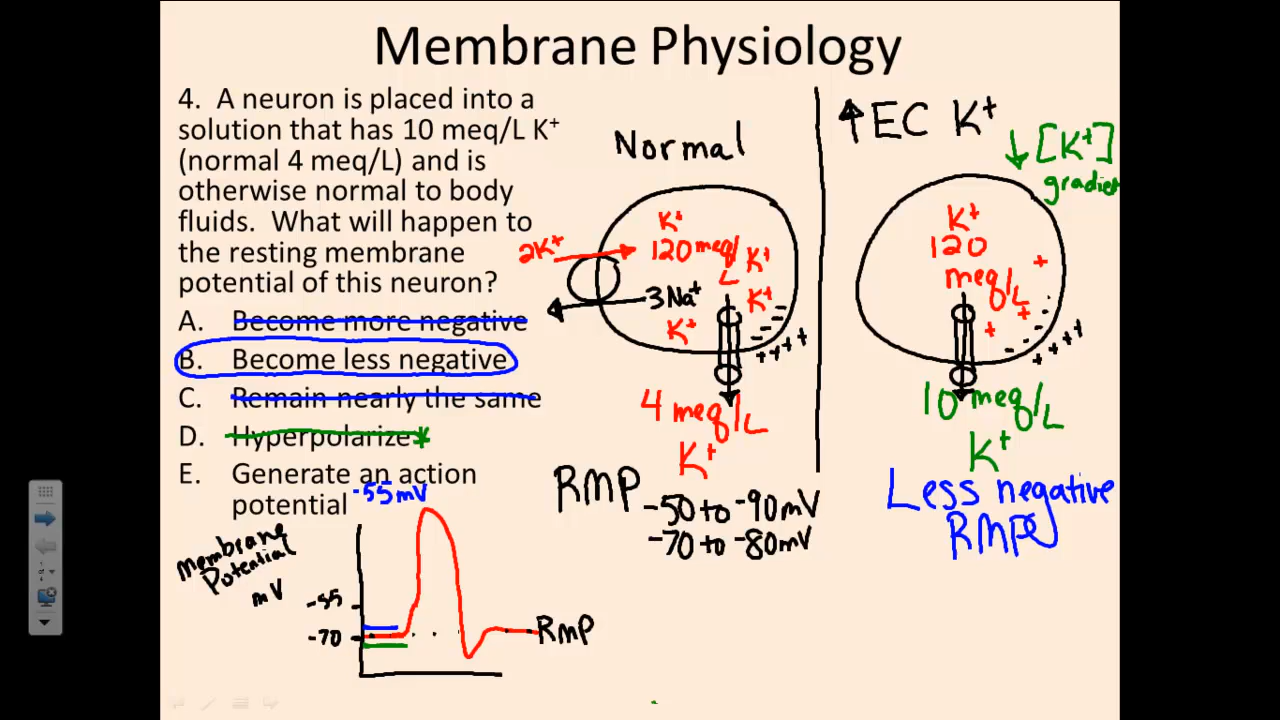 Membrane Physiology
4. A neuron is placed into a
solution that has 10 meq/L K⁺
(normal 4 meq/L) and is
otherwise normal to body
fluids. What will happen to
the resting membrane
potential of this neuron?
A. Become more negative
B. Become less negative
C. Remain nearly the same
D. Hyperpolarize*
E. Generate an action
potential
-55mV
Membrane
Potential
mV
-55
-70
RMP
Normal
K⁺
120 meq/L
K⁺
K⁺
K⁺
2K⁺
3Na⁺
- - - -
+ + + +
4 meq/L
K⁺
RMP
-50 to -90mV
-70 to -80mV
↑ EC K⁺
↓ [K⁺]
gradient
K⁺
120
meq/L
+
+
+
- - - -
+ + + +
10 meq/L
K⁺
Less negative
RMP